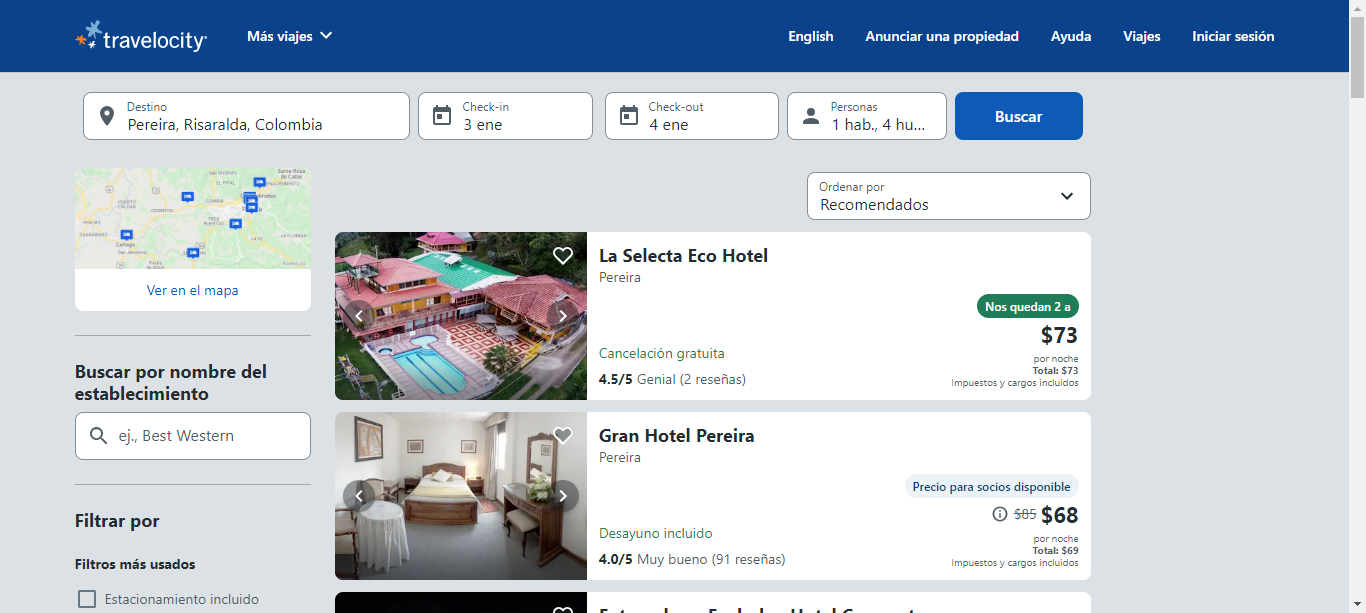 travelocity
Más viajes
English
Anunciar una propiedad
Ayuda
Viajes
Iniciar sesión
Destino
Pereira, Risaralda, Colombia
Check-in
3 ene
Check-out
4 ene
Personas
1 hab., 4 hu...
Buscar
Ver en el mapa
Ordenar por
Recomendados
Buscar por nombre del
establecimiento
ej., Best Western
Filtrar por
Filtros más usados
Estacionamiento incluido
La Selecta Eco Hotel
Pereira
Nos quedan 2 a
$73
por noche
Total: $73
Impuestos y cargos incluidos
Cancelación gratuita
4.5/5 Genial (2 reseñas)
Gran Hotel Pereira
Pereira
Precio para socios disponible
$85 $68
por noche
Total: $69
Impuestos y cargos incluidos
Desayuno incluido
4.0/5 Muy bueno (91 reseñas)